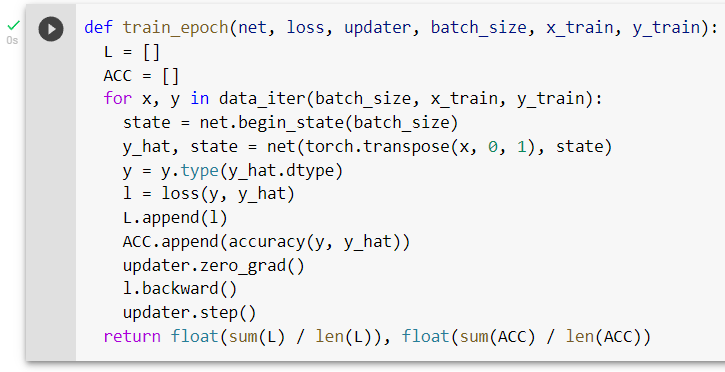 def train_epoch(net, loss, updater, batch_size, x_train, y_train):
  L = []
  ACC = []
  for x, y in data_iter(batch_size, x_train, y_train):
    state = net.begin_state(batch_size)
    y_hat, state = net(torch.transpose(x, 0, 1), state)
    y = y.type(y_hat.dtype)
    l = loss(y, y_hat)
    L.append(l)
    ACC.append(accuracy(y, y_hat))
    updater.zero_grad()
    l.backward()
    updater.step()
  return float(sum(L) / len(L)), float(sum(ACC) / len(ACC))
0s